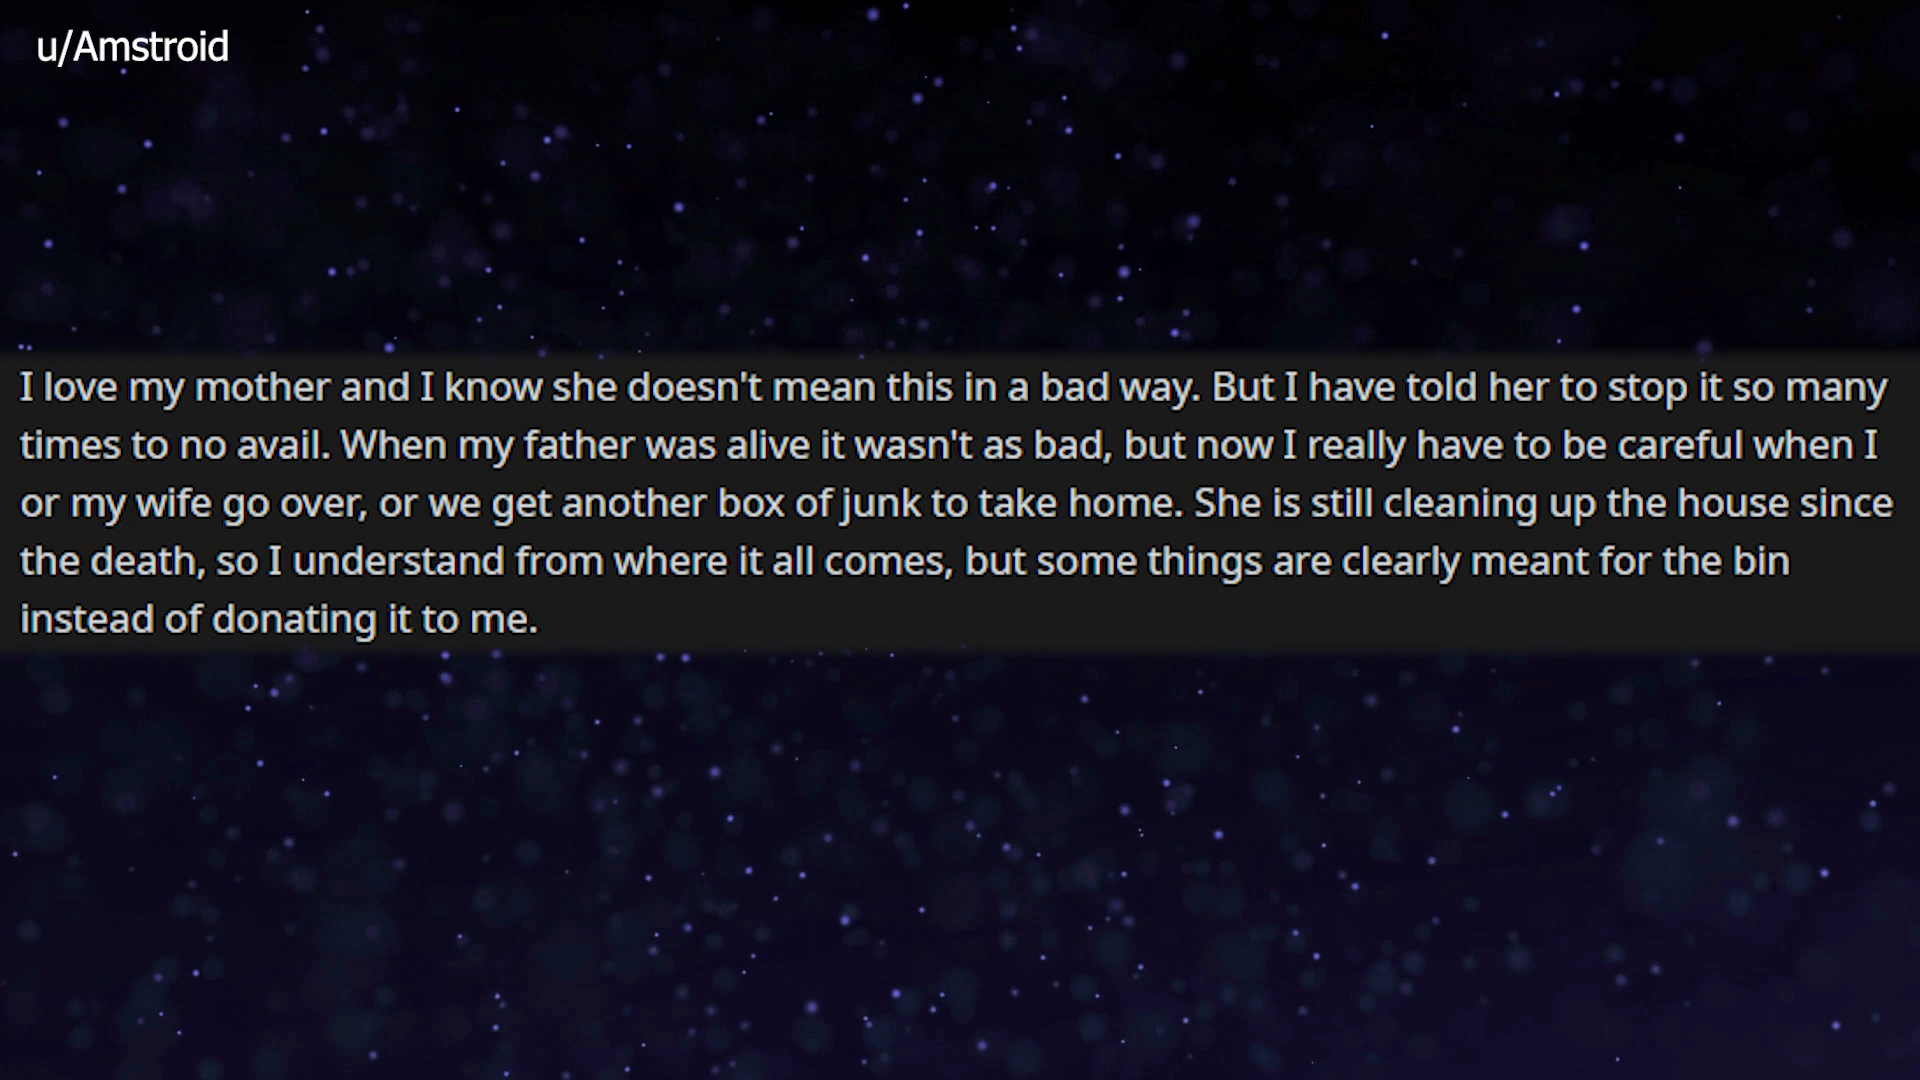 u/Amstroid
I love my mother and I know she doesn't mean this in a bad way. But I have told her to stop it so many
times to no avail. When my father was alive it wasn't as bad, but now I really have to be careful when I
or my wife go over, or we get another box of junk to take home. She is still cleaning up the house since
the death, so I understand from where it all comes, but some things are clearly meant for the bin
instead of donating it to me.